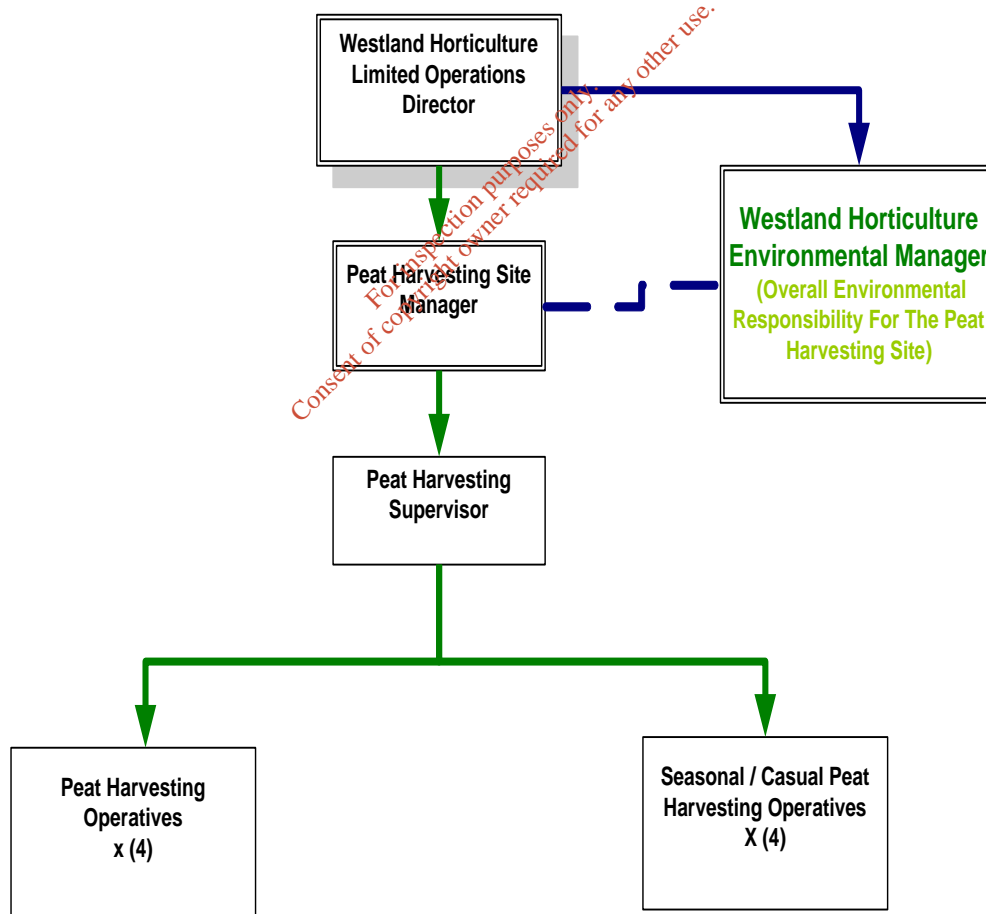 Westland Horticulture
Limited Operations
Director
Westland Horticulture
Environmental Manager
(Overall Environmental
Responsibility For The Peat
Harvesting Site)
Peat Harvesting Site
Manager
For inspection purposes only.
Consent of copyright owner required for any other use.
Peat Harvesting
Supervisor
Peat Harvesting
Operatives
x (4)
Seasonal / Casual Peat
Harvesting Operatives
X (4)